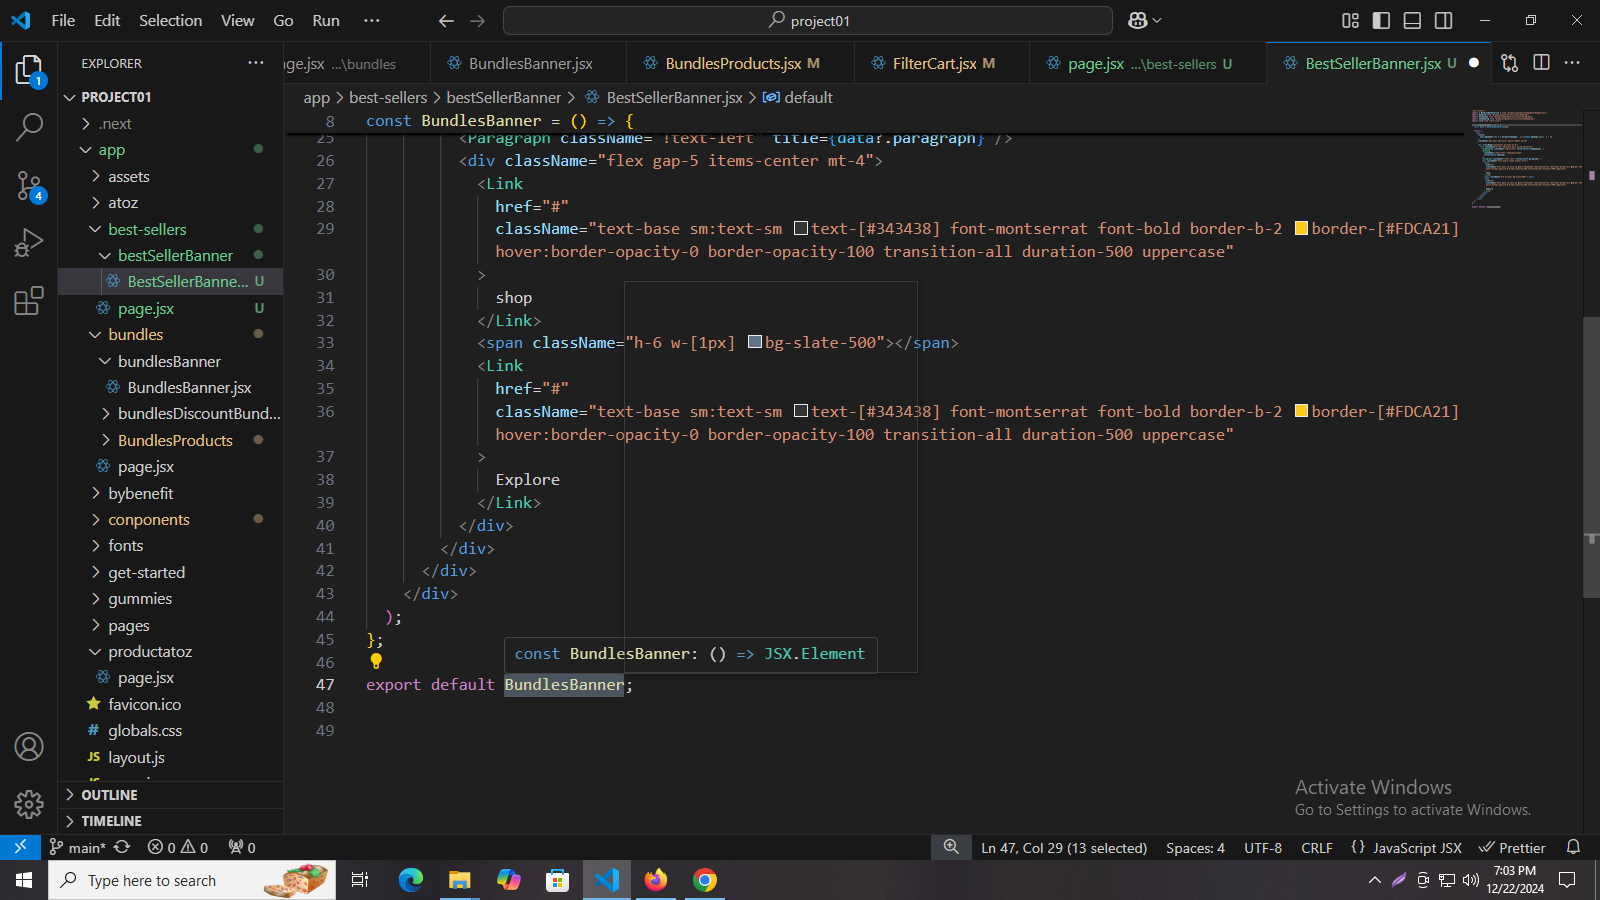 File Edit Selection View Go Run ···
project01
EXPLORER
PROJECT01
.next
app
assets
atoz
best-sellers
bestSellerBanner
BestSellerBanne... U
page.jsx U
bundles
bundlesBanner
BundlesBanner.jsx
bundlesDiscountBund...
BundlesProducts
page.jsx
bybenefit
conponents
fonts
get-started
gummies
pages
productatoz
page.jsx
favicon.ico
globals.css
layout.js
OUTLINE
TIMELINE
1
4
age.jsx ...\bundles
BundlesBanner.jsx
BundlesProducts.jsx M
FilterCart.jsx M
page.jsx ...\best-sellers U
BestSellerBanner.jsx U
app > best-sellers > bestSellerBanner > BestSellerBanner.jsx > default
8 const BundlesBanner = () => {
25 <Paragraph className="!text-left" title={data?.paragraph} />
26 <div className="flex gap-5 items-center mt-4">
27 <Link
28 href="#"
29 className="text-base sm:text-sm text-[#343438] font-montserrat font-bold border-b-2 border-[#FDCA21]
hover:border-opacity-0 border-opacity-100 transition-all duration-500 uppercase"
30 >
31 shop
32 </Link>
33 <span className="h-6 w-[1px] bg-slate-500"></span>
34 <Link
35 href="#"
36 className="text-base sm:text-sm text-[#343438] font-montserrat font-bold border-b-2 border-[#FDCA21]
hover:border-opacity-0 border-opacity-100 transition-all duration-500 uppercase"
37 >
38 Explore
39 </Link>
40 </div>
41 </div>
42 </div>
43 </div>
44 );
45 };
46
const BundlesBanner: () => JSX.Element
47 export default BundlesBanner;
48
49
Activate Windows
Go to Settings to activate Windows.
main* 0 0 0
Ln 47, Col 29 (13 selected) Spaces: 4 UTF-8 CRLF {} JavaScript JSX Prettier
Type here to search
7:03 PM
12/22/2024